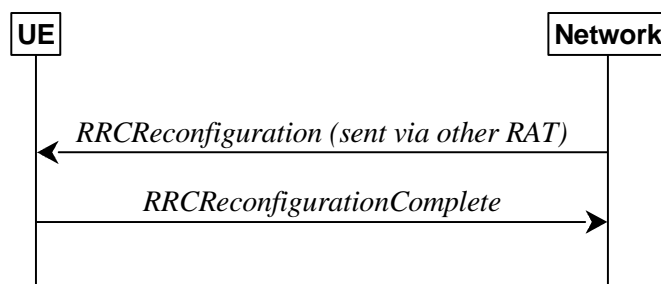 UE
Network
RRCReconfiguration (sent via other RAT)
RRCReconfigurationComplete